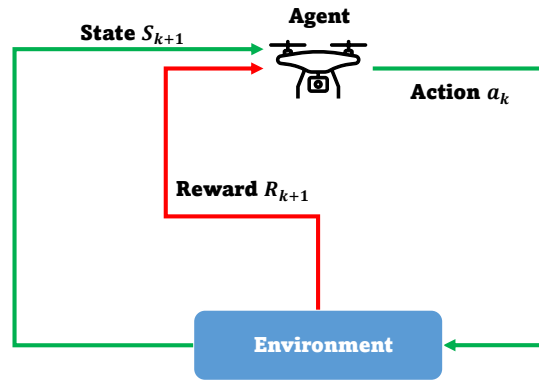 Agent
State S_{k+1}
Action a_k
Reward R_{k+1}
Environment